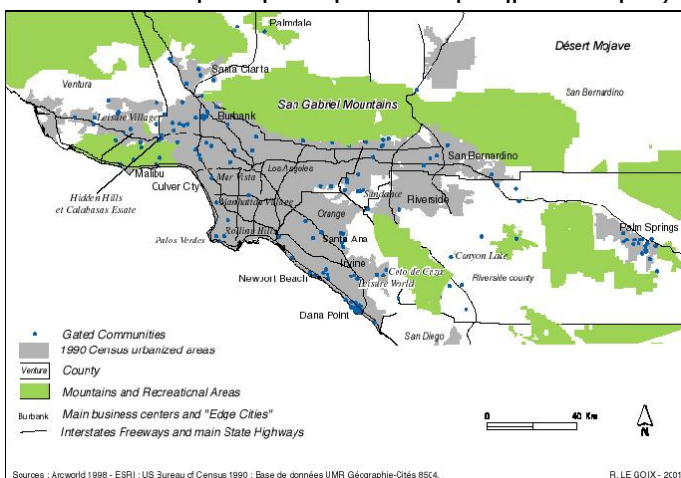 Palmdale
Désert Mojave
Santa Clarita
Ventura
San Bernardino
San Gabriel Mountains
Burbank
Leisure Village
San Bernardino
Los Angeles
Malibu
Culver Cty
Mar Vista
Sundance
Hidden Hills
et Calabasas Esate
Manhattan Village
Riverside
Orange
Palm Springs
Palos Verdes
Rolling Hills
Santa Ana
Canyon Lake
Irvine
Coto de Caza
Newport Beach
Leisure World
Riverside county
Dana Point
San Diego
Gated Communities
1990 Census urbanized areas
Ventura County
Mountains and Recreational Areas
Burbank Main business centers and "Edge Cities"
Interstates Freeways and main State Highways
0 40 Km
N
Sources : Arcworld 1998 - ESRI ; US Bureau of Census 1990 ; Base de données UMR Géographie-Cités 8504.
R. LE GOIX - 2001